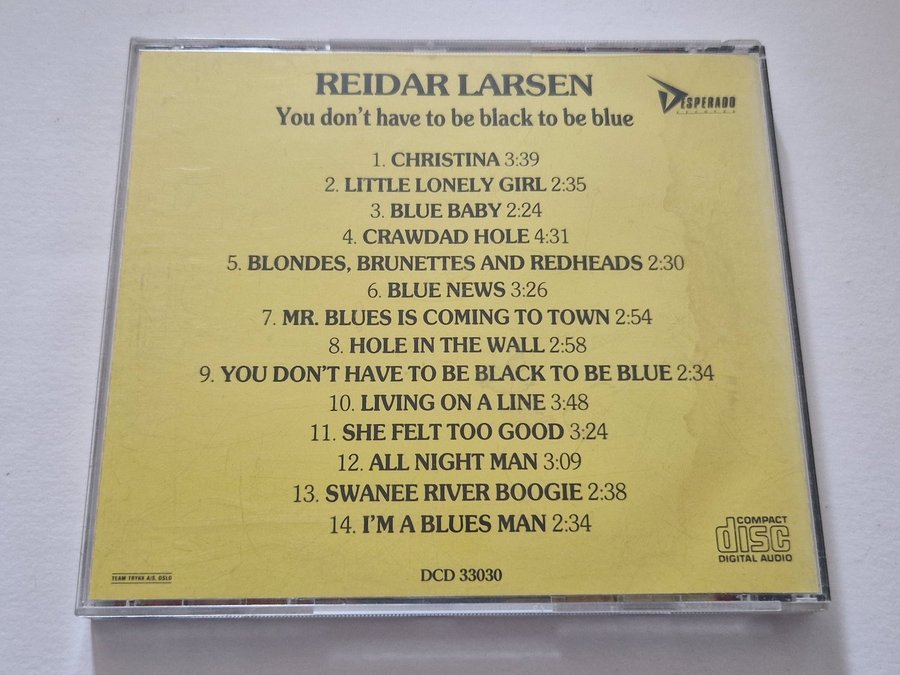 REIDAR LARSEN
You don't have to be black to be blue
DESPERADO
RECORDS
1. CHRISTINA 3:39
2. LITTLE LONELY GIRL 2:35
3. BLUE BABY 2:24
4. CRAWDAD HOLE 4:31
5. BLONDES, BRUNETTES AND REDHEADS 2:30
6. BLUE NEWS 3:26
7. MR. BLUES IS COMING TO TOWN 2:54
8. HOLE IN THE WALL 2:58
9. YOU DON'T HAVE TO BE BLACK TO BE BLUE 2:34
10. LIVING ON A LINE 3:48
11. SHE FELT TOO GOOD 3:24
12. ALL NIGHT MAN 3:09
13. SWANEE RIVER BOOGIE 2:38
14. I'M A BLUES MAN 2:34
COMPACT
disc
DIGITAL AUDIO
TEAM TRYKK A/S, OSLO
DCD 33030